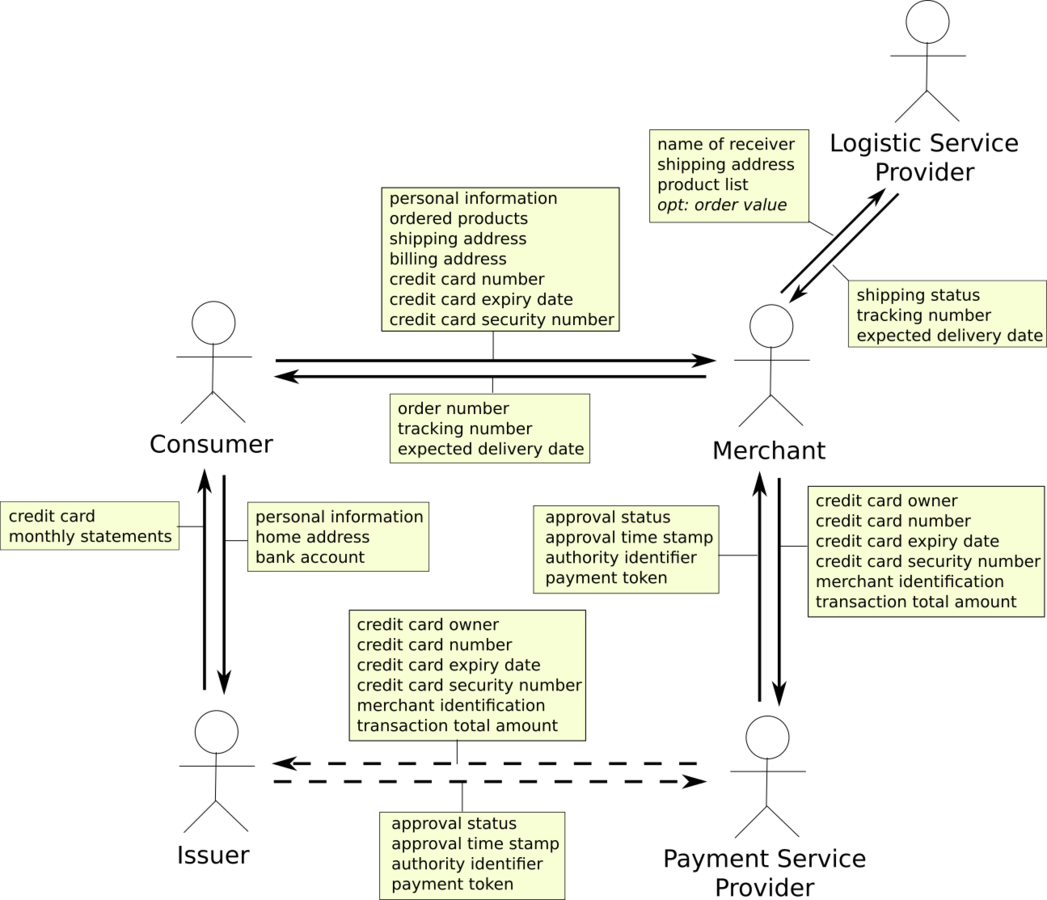 Logistic Service
Provider
name of receiver
shipping address
product list
opt: order value
personal information
ordered products
shipping address
billing address
credit card number
credit card expiry date
credit card security number
shipping status
tracking number
expected delivery date
order number
tracking number
expected delivery date
Consumer
Merchant
credit card
monthly statements
personal information
home address
bank account
approval status
approval time stamp
authority identifier
payment token
credit card owner
credit card number
credit card expiry date
credit card security number
merchant identification
transaction total amount
credit card owner
credit card number
credit card expiry date
credit card security number
merchant identification
transaction total amount
approval status
approval time stamp
authority identifier
payment token
Issuer
Payment Service
Provider